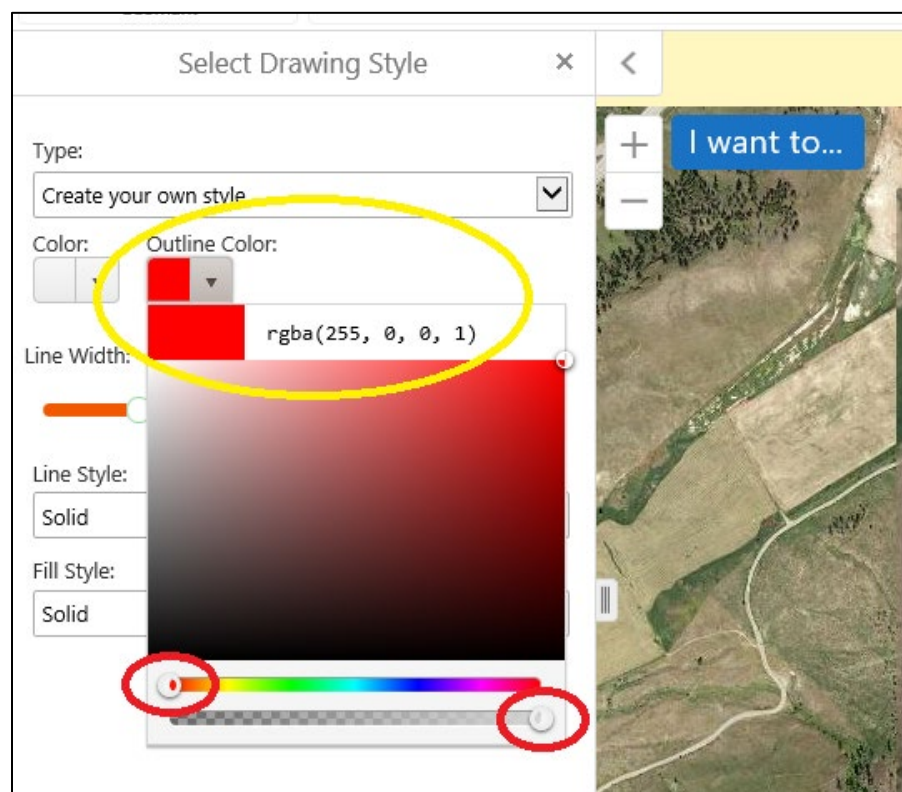 Select Drawing Style ×
I want to...
Type:
Create your own style
Color: Outline Color:
rgba(255, 0, 0, 1)
Line Width:
Line Style:
Solid
Fill Style:
Solid